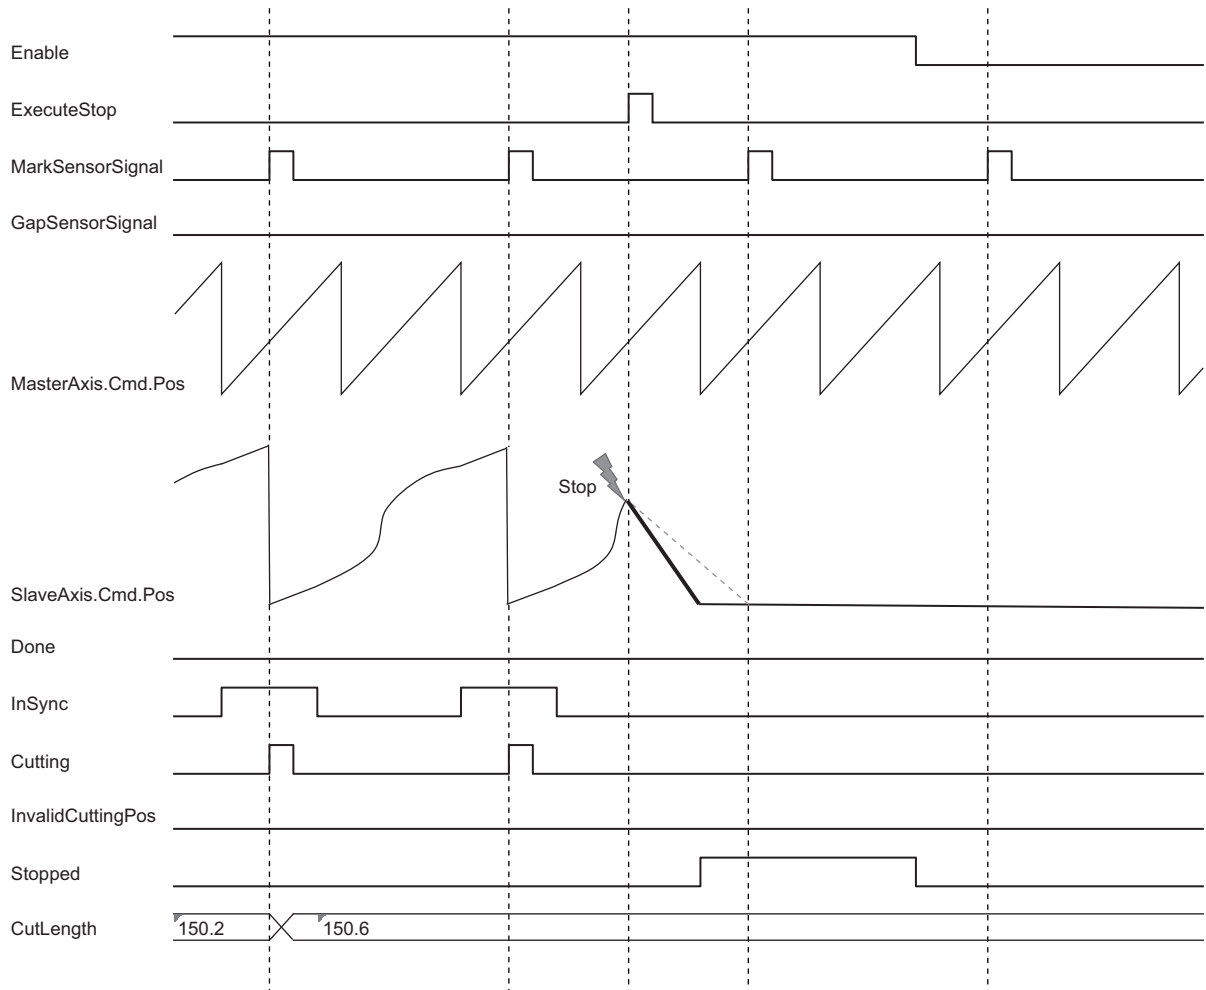 Enable
ExecuteStop
MarkSensorSignal
GapSensorSignal
MasterAxis.Cmd.Pos
Stop
SlaveAxis.Cmd.Pos
Done
InSync
Cutting
InvalidCuttingPos
Stopped
CutLength 150.2 150.6